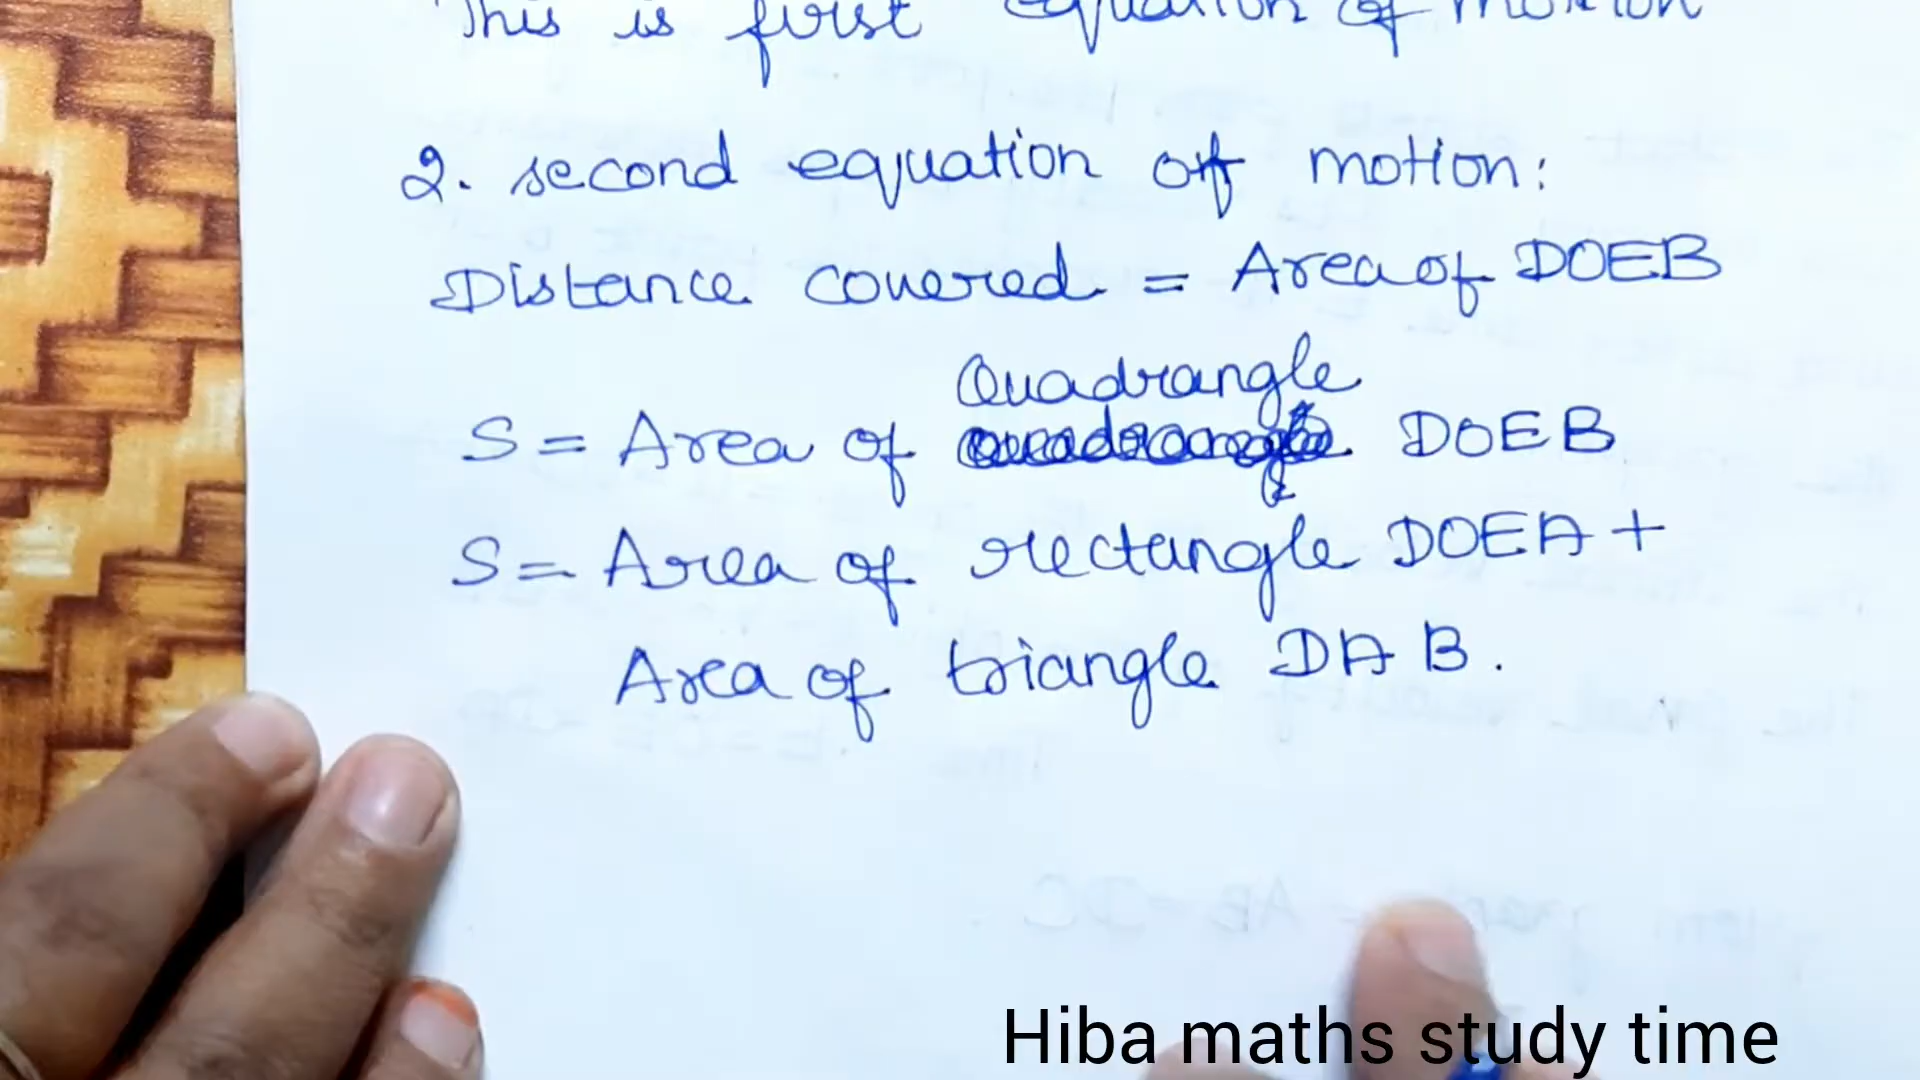 This is first equation of motion
2. second equation of motion:
Distance covered = Area of DOEB
Quadrangle
S = Area of DOEB
S = Area of rectangle DOEA +
Area of triangle DAB.
Hiba maths study time